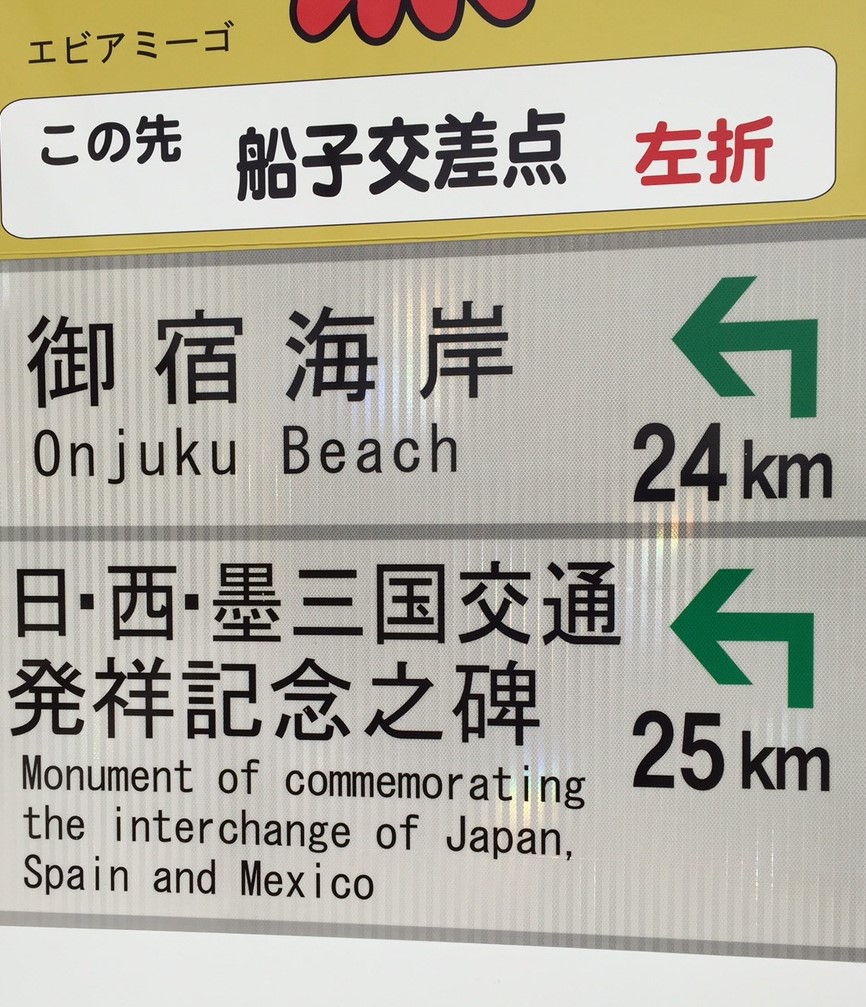 エビアミーゴ
この先 船子交差点 左折
御宿海岸
Onjuku Beach
24km
日・西・墨三国交通
発祥記念之碑
Monument of commemorating
the interchange of Japan,
Spain and Mexico
25km